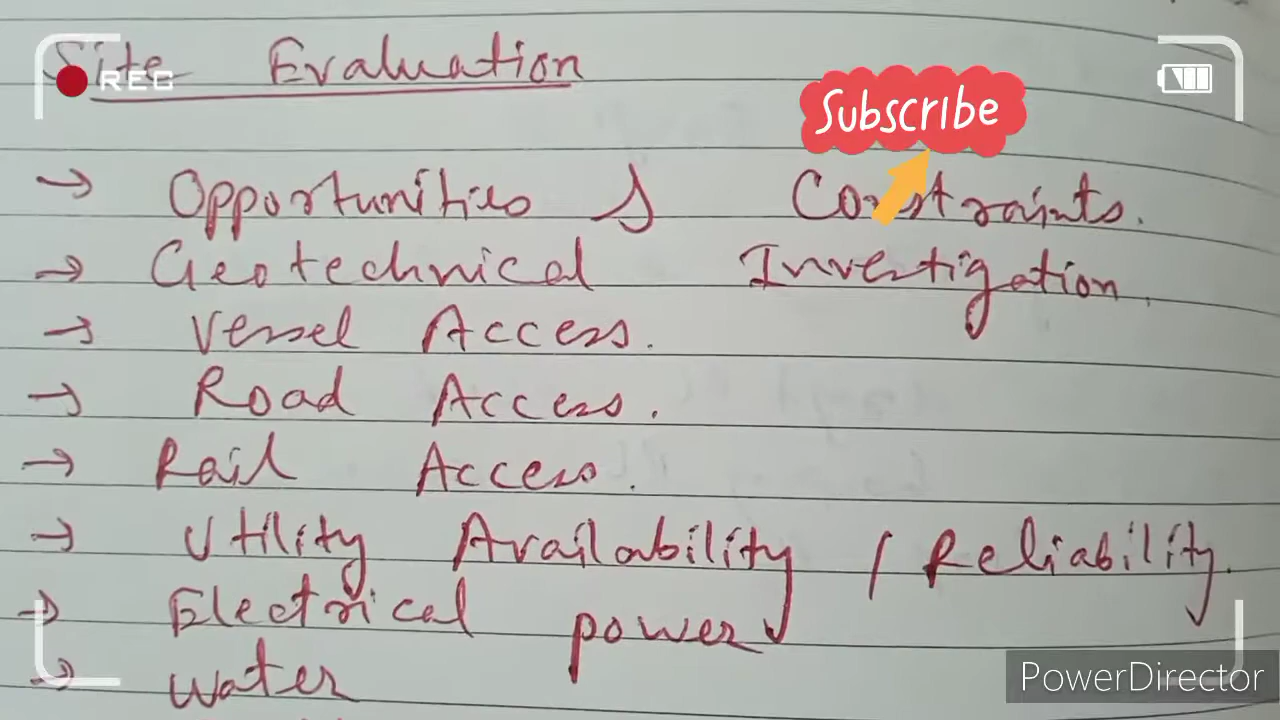 Site Evaluation
REC
Subscribe
→ Opportunities & Constraints.
→ Geotechnical Investigation.
→ Vessel Access.
→ Road Access.
→ Rail Access.
→ Utility Availability / Reliability.
→ Electrical power
→ Water
PowerDirector